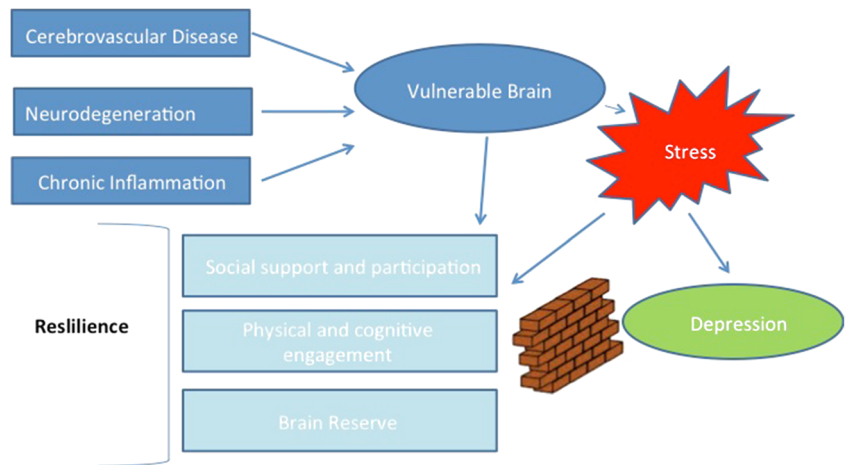 Cerebrovascular Disease
Neurodegeneration
Chronic Inflammation
Vulnerable Brain
Stress
Social support and participation
Physical and cognitive
engagement
Brain Reserve
Reslilience
Depression